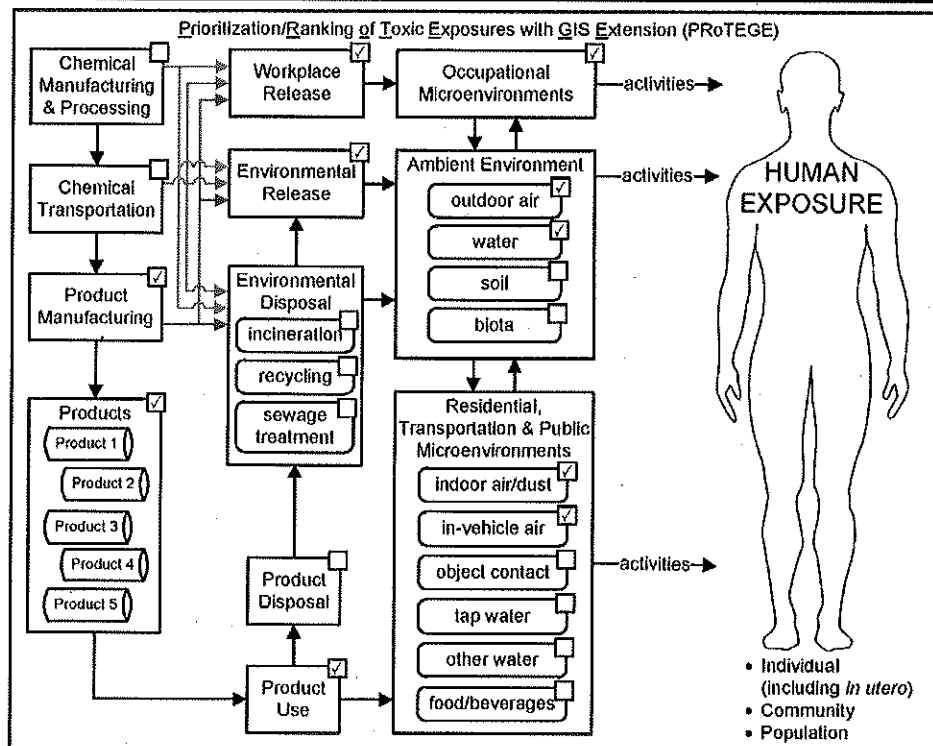 Prioritization/Ranking of Toxic Exposures with GIS Extension (PRoTEGE)
Chemical
Manufacturing
& Processing
Workplace
Release
Occupational
Microenvironments
activities
Chemical
Transportation
Environmental
Release
Ambient Environment
outdoor air
water
soil
biota
activities
HUMAN
EXPOSURE
Product
Manufacturing
Environmental
Disposal
incineration
recycling
sewage
treatment
Products
Product 1
Product 2
Product 3
Product 4
Product 5
Residential,
Transportation & Public
Microenvironments
indoor air/dust
in-vehicle air
object contact
tap water
other water
food/beverages
activities
Product
Disposal
Product
Use
• Individual
(including in utero)
• Community
• Population